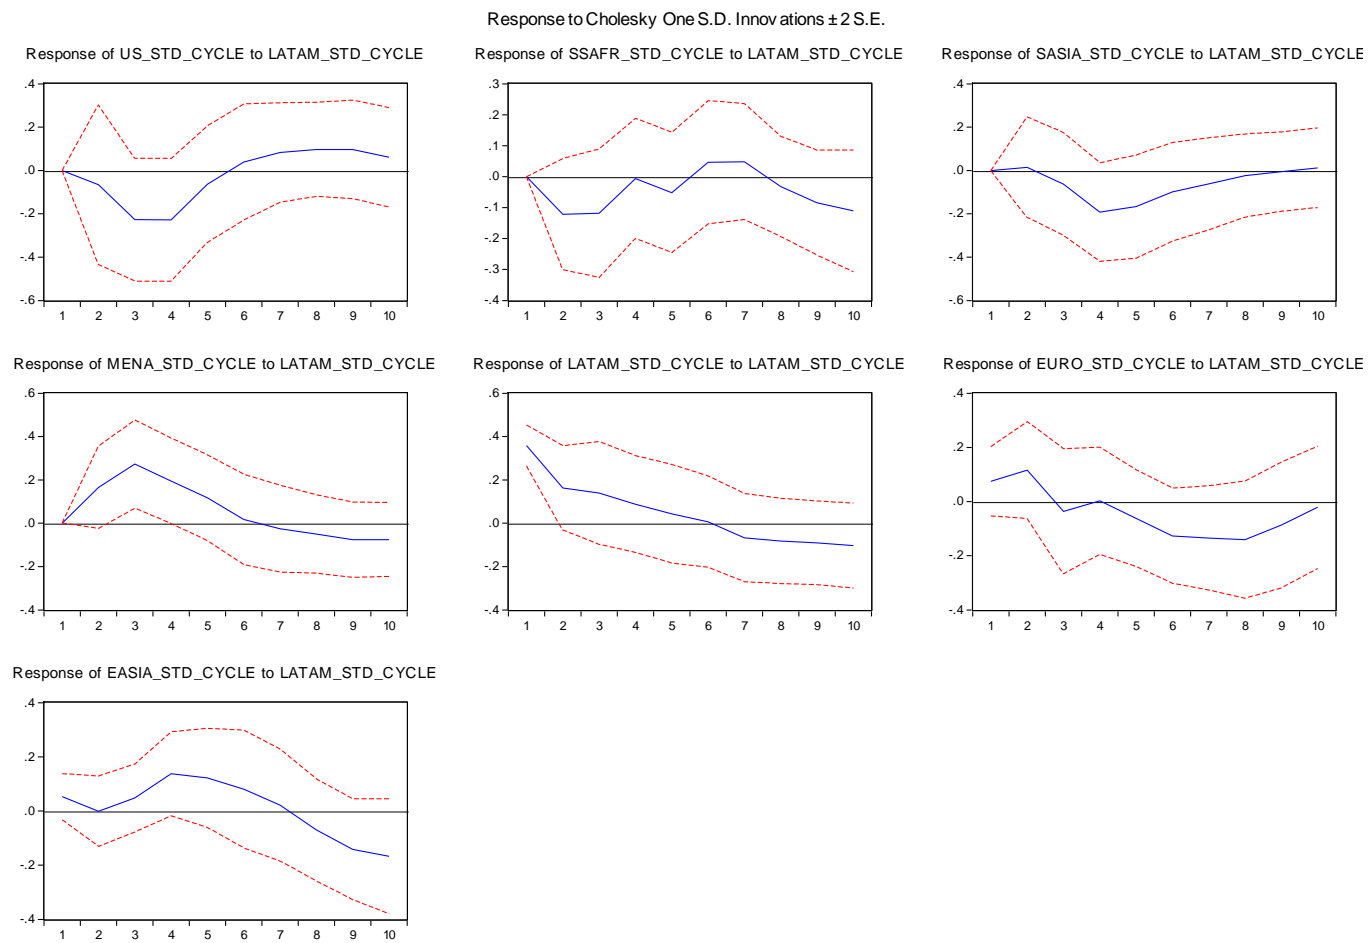 Response to Cholesky One S.D. Innovations ± 2 S.E.
Response of US_STD_CYCLE to LATAM_STD_CYCLE
.4
.2
.0
-.2
-.4
-.6
1 2 3 4 5 6 7 8 9 10
Response of SSAFR_STD_CYCLE to LATAM_STD_CYCLE
.3
.2
.1
.0
-.1
-.2
-.3
-.4
1 2 3 4 5 6 7 8 9 10
Response of SASIA_STD_CYCLE to LATAM_STD_CYCLE
.4
.2
.0
-.2
-.4
-.6
1 2 3 4 5 6 7 8 9 10
Response of MENA_STD_CYCLE to LATAM_STD_CYCLE
.6
.4
.2
.0
-.2
-.4
1 2 3 4 5 6 7 8 9 10
Response of LATAM_STD_CYCLE to LATAM_STD_CYCLE
.6
.4
.2
.0
-.2
-.4
1 2 3 4 5 6 7 8 9 10
Response of EURO_STD_CYCLE to LATAM_STD_CYCLE
.4
.2
.0
-.2
-.4
1 2 3 4 5 6 7 8 9 10
Response of EASIA_STD_CYCLE to LATAM_STD_CYCLE
.4
.2
.0
-.2
-.4
1 2 3 4 5 6 7 8 9 10